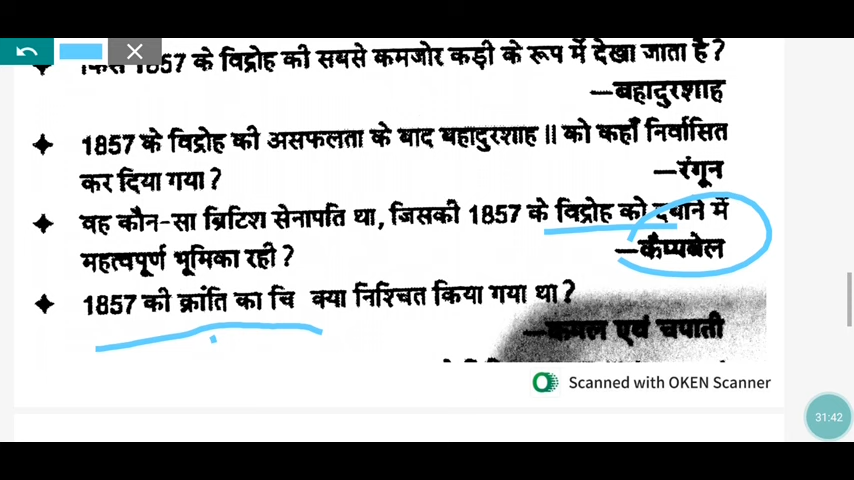 किसे 1857 के विद्रोह की सबसे कमजोर कड़ी के रूप में देखा जाता है?
—बहादुरशाह
1857 के विद्रोह की असफलता के बाद बहादुरशाह II को कहाँ निर्वासित
कर दिया गया? —रंगून
वह कौन-सा ब्रिटिश सेनापति था, जिसकी 1857 के विद्रोह को दबाने में
महत्वपूर्ण भूमिका रही? —कैंप्पबेल
1857 की क्रांति का चि क्या निश्चित किया गया था?
—कमल एवं चपाती
Scanned with OKEN Scanner
31:42